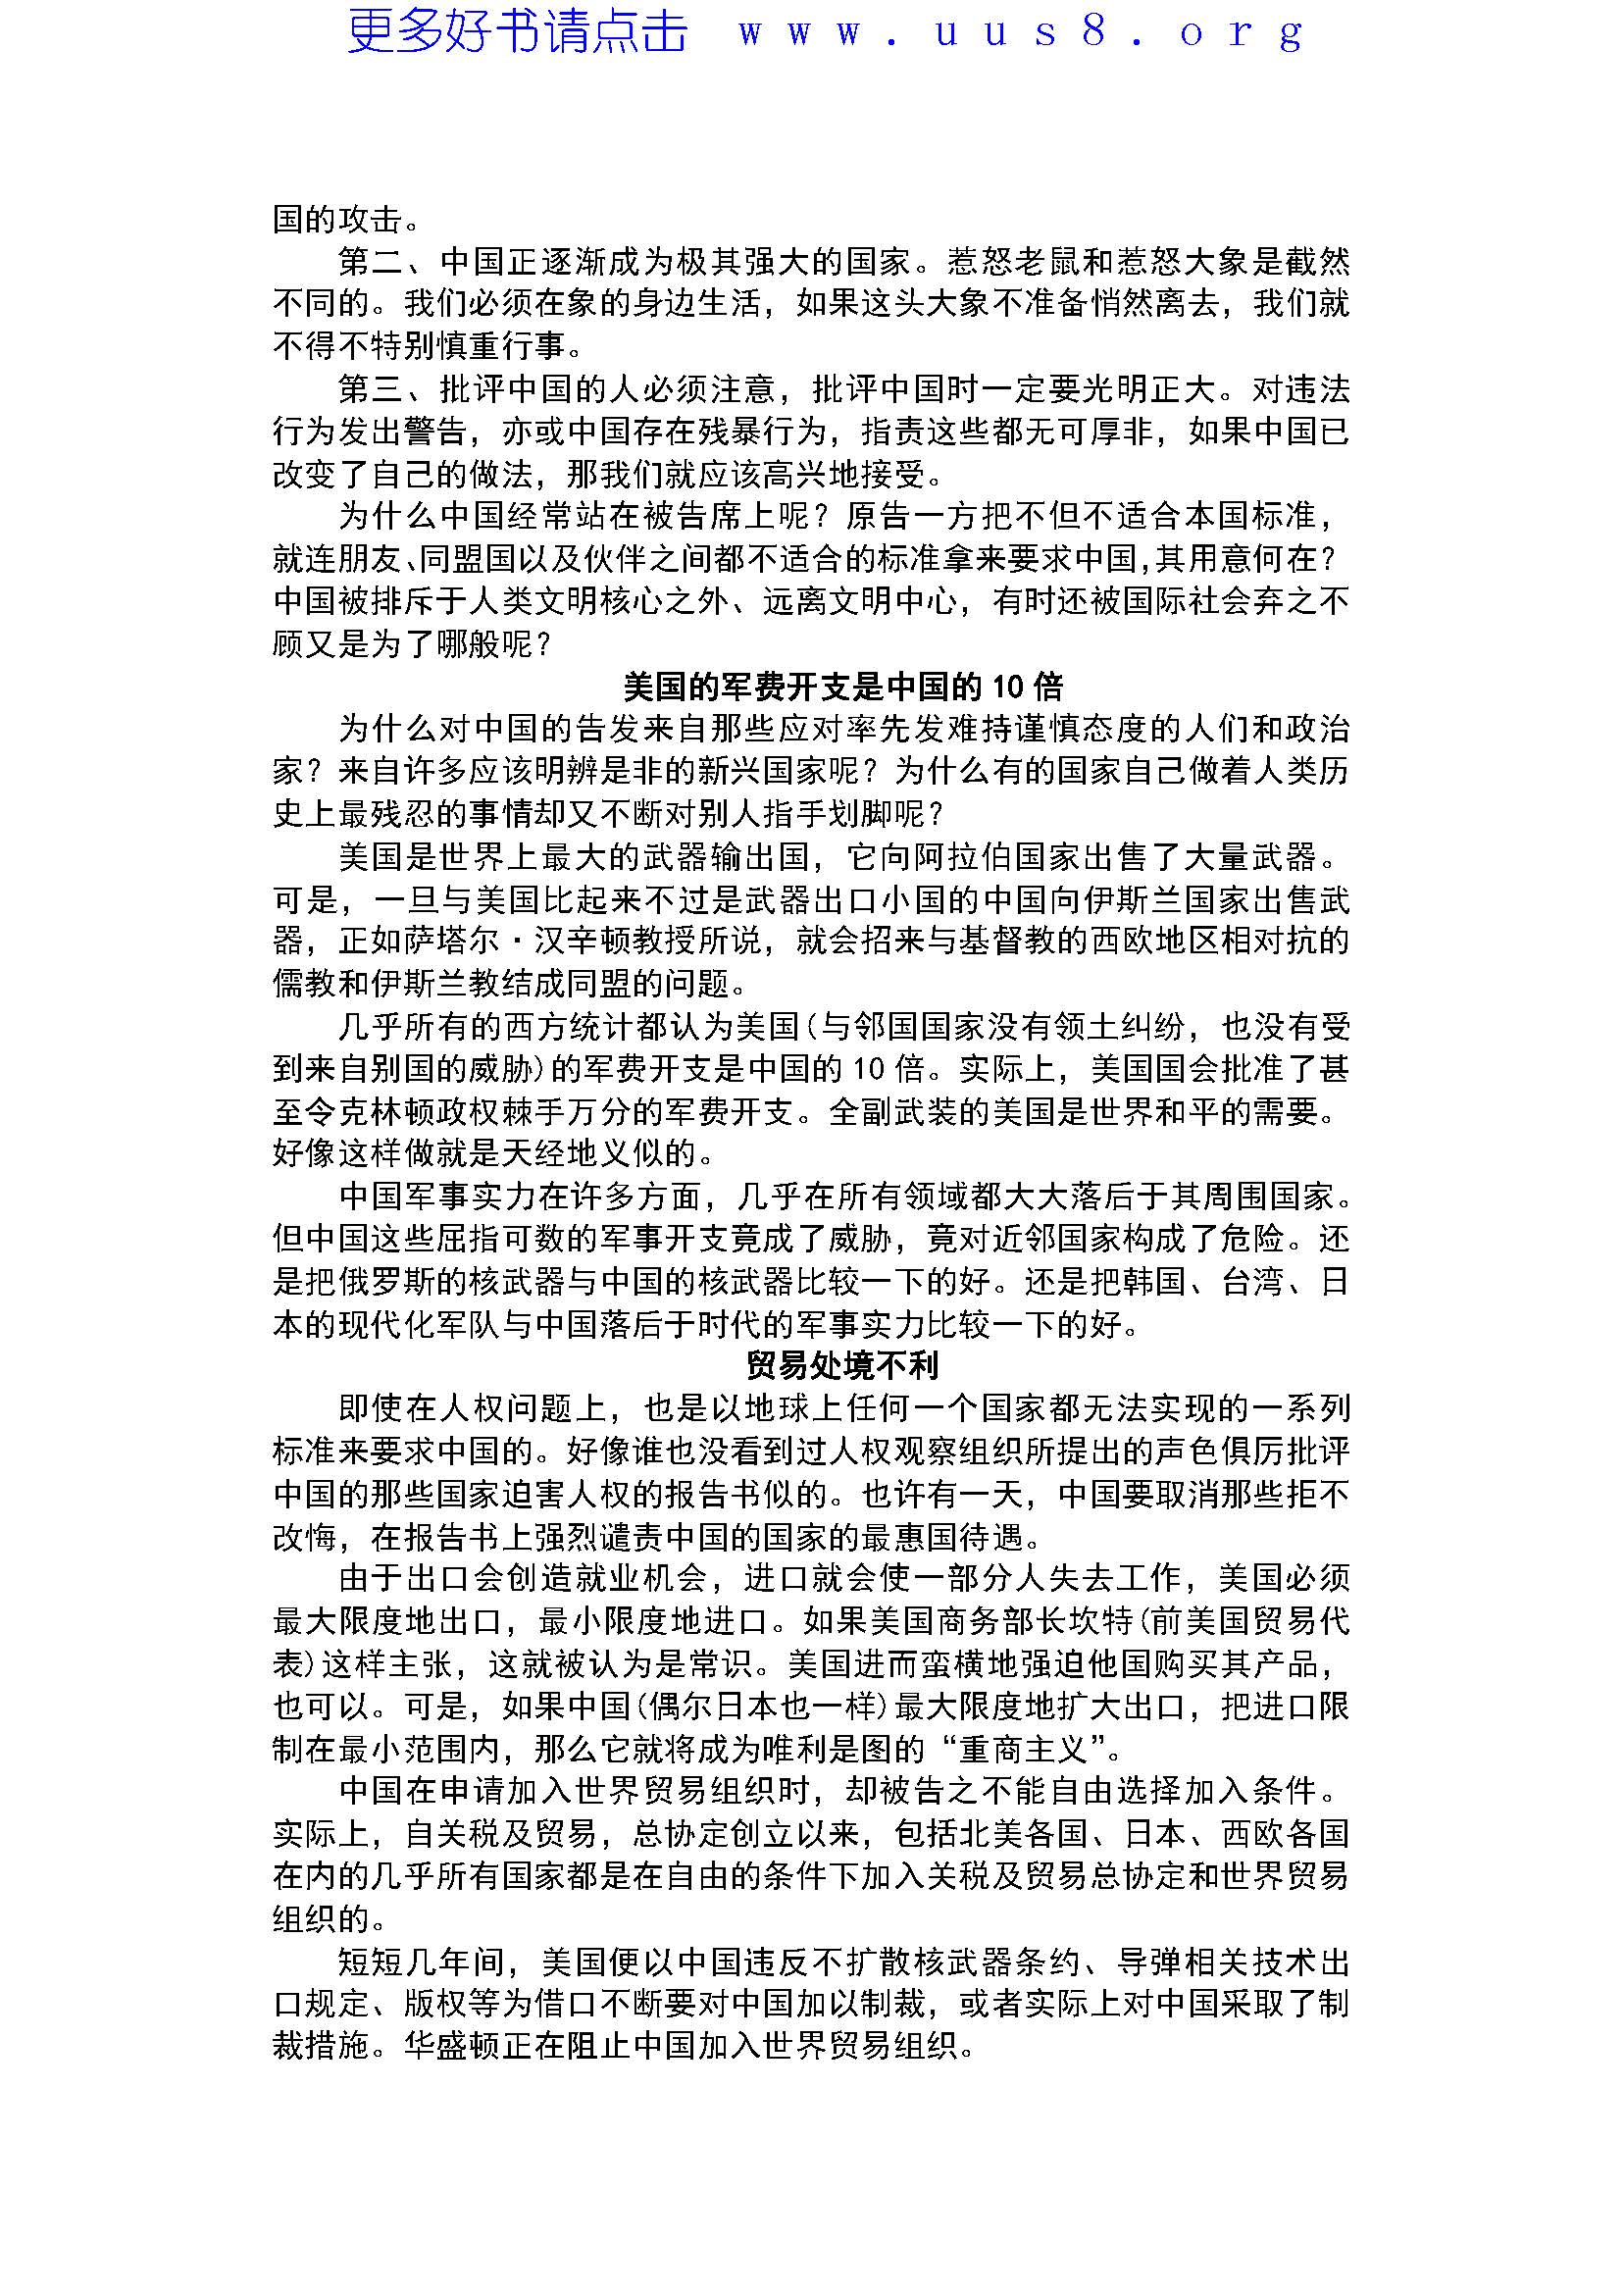 更多好书请点击 www.uus8.org
国的攻击。
第二、中国正逐渐成为极其强大的国家。惹怒老鼠和惹怒大象是截然
不同的。我们必须在象的身边生活，如果这头大象不准备悄然离去，我们就
不得不特别慎重行事。
第三、批评中国的人必须注意，批评中国时一定要光明正大。对违法
行为发出警告，亦或中国存在残暴行为，指责这些都无可厚非，如果中国已
改变了自己的做法，那我们就应该高兴地接受。
为什么中国经常站在被告席上呢？原告一方把不但不适合本国标准，
就连朋友、同盟国以及伙伴之间都不适合的标准拿来要求中国，其用意何在？
中国被排斥于人类文明核心之外、远离文明中心，有时还被国际社会弃之不
顾又是为了哪般呢？
美国的军费开支是中国的 10 倍
为什么对中国的告发来自那些应对率先发难持谨慎态度的人们和政治
家？来自许多应该明辨是非的新兴国家呢？为什么有的国家自己做着人类历
史上最残忍的事情却又不断对别人指手划脚呢？
美国是世界上最大的武器输出国，它向阿拉伯国家出售了大量武器。
可是，一旦与美国比起来不过是武器出口小国的中国向伊斯兰国家出售武
器，正如萨塔尔·汉辛顿教授所说，就会招来与基督教的西欧地区相对抗的
儒教和伊斯兰教结成同盟的问题。
几乎所有的西方统计都认为美国(与邻国国家没有领土纠纷，也没有受
到来自别国的威胁)的军费开支是中国的 10 倍。实际上，美国国会批准了甚
至令克林顿政权棘手万分的军费开支。全副武装的美国是世界和平的需要。
好像这样做就是天经地义似的。
中国军事实力在许多方面，几乎在所有领域都大大落后于其周围国家。
但中国这些屈指可数的军事开支竟成了威胁，竟对近邻国家构成了危险。还
是把俄罗斯的核武器与中国的核武器比较一下的好。还是把韩国、台湾、日
本的现代化军队与中国落后于时代的军事实力比较一下的好。
贸易处境不利
即使在人权问题上，也是以地球上任何一个国家都无法实现的一系列
标准来要求中国的。好像谁也没看到过人权观察组织所提出的声色俱厉批评
中国的那些国家迫害人权的报告书似的。也许有一天，中国要取消那些拒不
改悔，在报告书上强烈谴责中国的国家的最惠国待遇。
由于出口会创造就业机会，进口就会使一部分人失去工作，美国必须
最大限度地出口，最小限度地进口。如果美国商务部长坎特(前美国贸易代
表)这样主张，这就被认为是常识。美国进而蛮横地强迫他国购买其产品，
也可以。可是，如果中国(偶尔日本也一样)最大限度地扩大出口，把进口限
制在最小范围内，那么它就将成为唯利是图的“重商主义”。
中国在申请加入世界贸易组织时，却被告之不能自由选择加入条件。
实际上，自关税及贸易，总协定创立以来，包括北美各国、日本、西欧各国
在内的几乎所有国家都是在自由的条件下加入关税及贸易总协定和世界贸易
组织的。
短短几年间，美国便以中国违反不扩散核武器条约、导弹相关技术出
口规定、版权等为借口不断要对中国加以制裁，或者实际上对中国采取了制
裁措施。华盛顿正在阻止中国加入世界贸易组织。